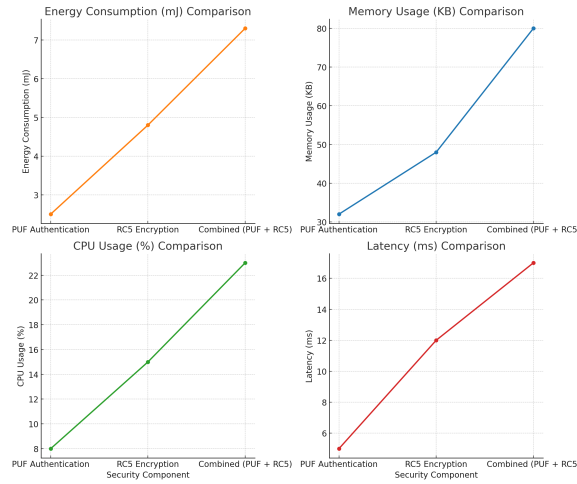 Energy Consumption (mJ) Comparison
Energy Consumption (mJ)
7
6
5
4
3
PUF Authentication
RC5 Encryption
Combined (PUF + RC5)
Memory Usage (KB) Comparison
Memory Usage (KB)
80
70
60
50
40
30
PUF Authentication
RC5 Encryption
Combined (PUF + RC5
CPU Usage (%) Comparison
CPU Usage (%)
22
20
18
16
14
12
10
8
PUF Authentication
RC5 Encryption
Combined (PUF + RC5)
Security Component
Latency (ms) Comparison
Latency (ms)
16
14
12
10
8
6
PUF Authentication
RC5 Encryption
Combined (PUF + RC5
Security Component